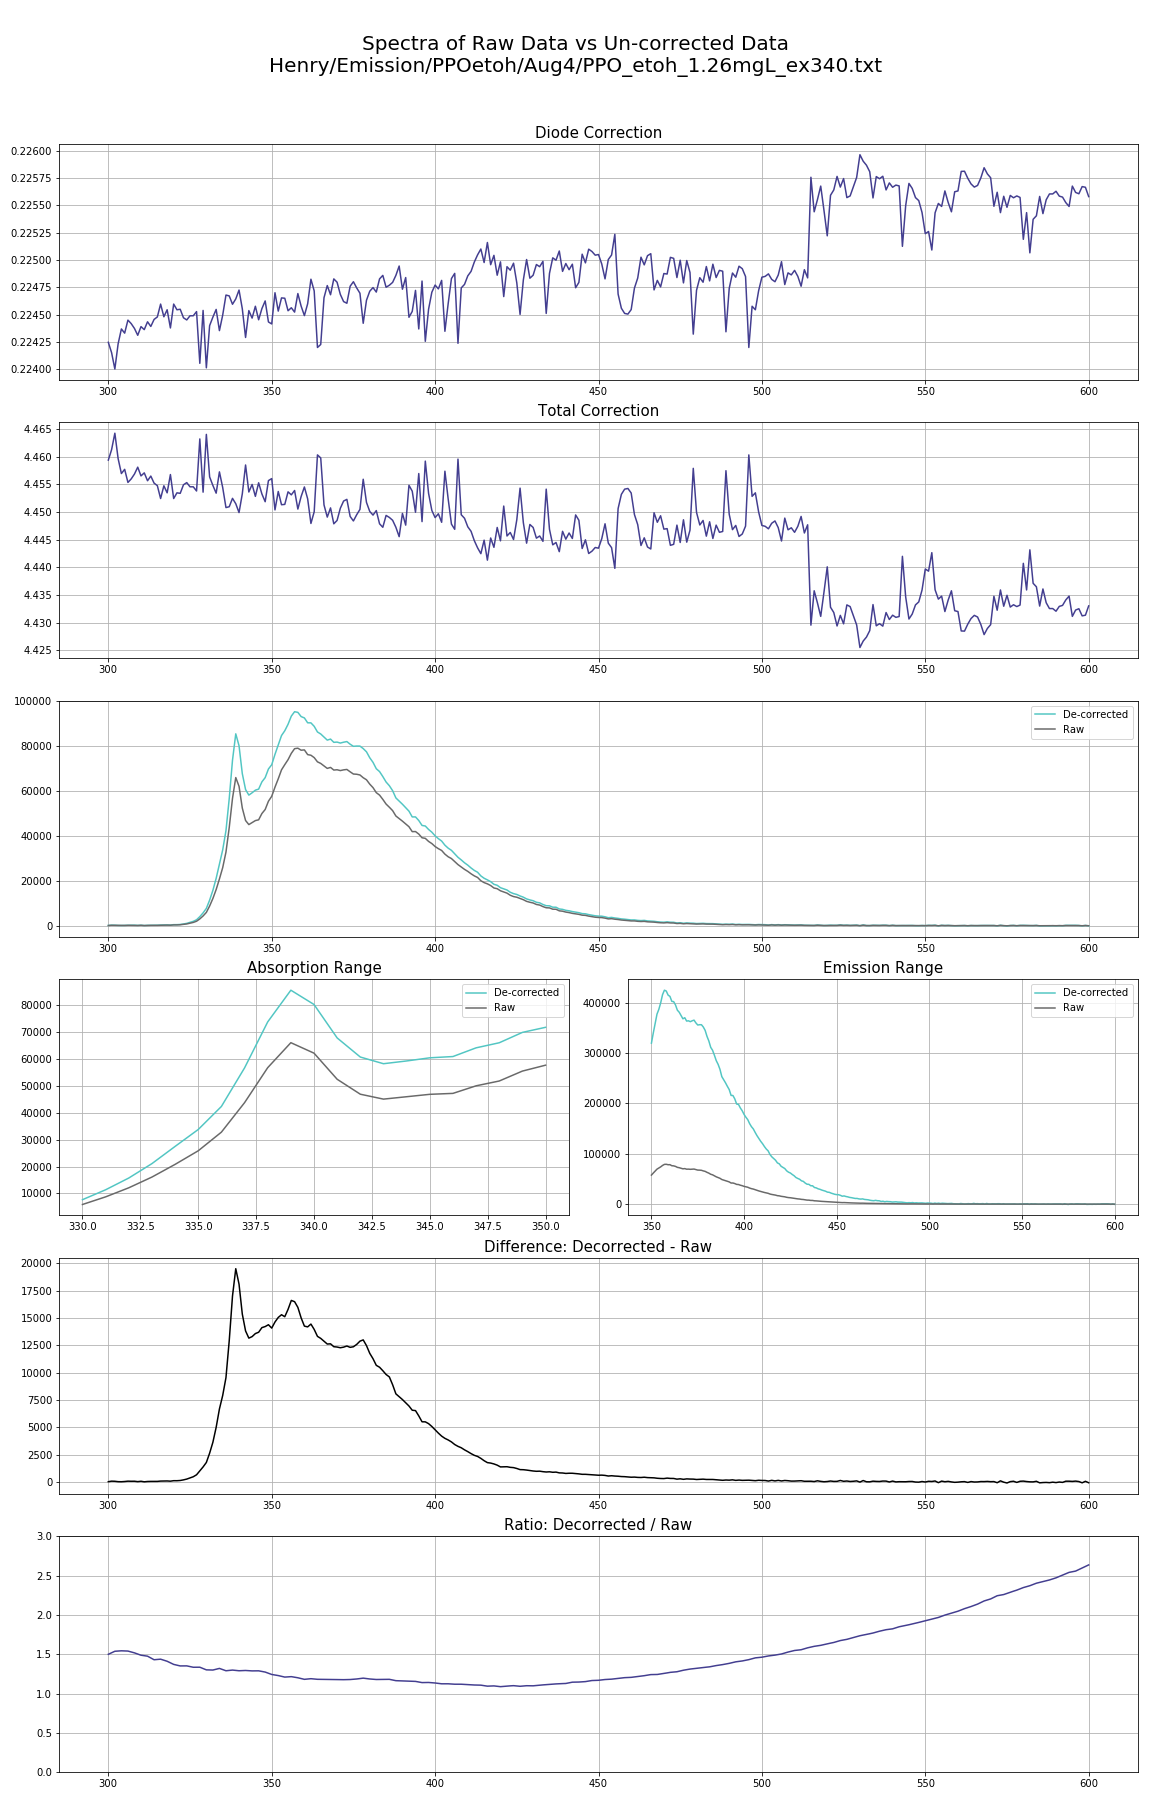 Spectra of Raw Data vs Un-corrected Data
Henry/Emission/PPOetoh/Aug4/PPO_etoh_1.26mgL_ex340.txt
Diode Correction
0.22600
0.22575
0.22550
0.22525
0.22500
0.22475
0.22450
0.22425
0.22400
300 350 400 450 500 550 600
Total Correction
4.465
4.460
4.455
4.450
4.445
4.440
4.435
4.430
4.425
300 350 400 450 500 550 600
100000
80000
60000
40000
20000
0
De-corrected
Raw
300 350 400 450 500 550 600
Absorption Range
80000
70000
60000
50000
40000
30000
20000
10000
De-corrected
Raw
330.0 332.5 335.0 337.5 340.0 342.5 345.0 347.5 350.0
Emission Range
400000
300000
200000
100000
0
De-corrected
Raw
350 400 450 500 550 600
Difference: Decorrected - Raw
20000
17500
15000
12500
10000
7500
5000
2500
0
300 350 400 450 500 550 600
Ratio: Decorrected / Raw
3.0
2.5
2.0
1.5
1.0
0.5
0.0
300 350 400 450 500 550 600